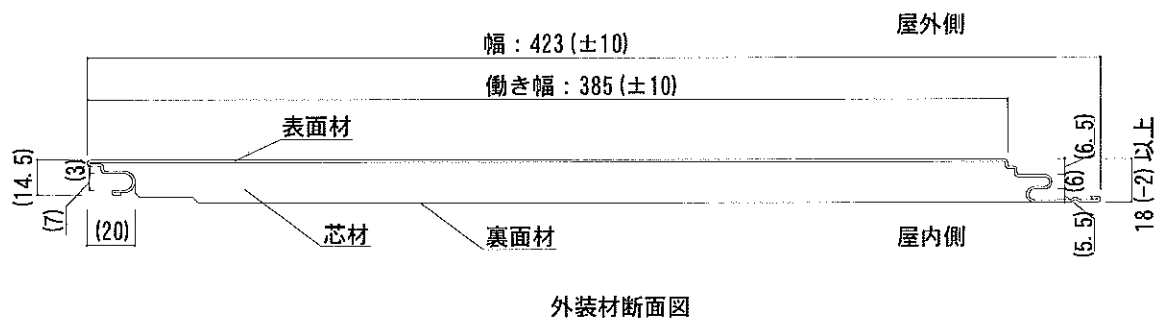 屋外側
幅：423(±10)
働き幅：385(±10)
表面材
(14.5)
(3)
(7)
(20)
芯材
裏面材
屋内側
(6.5)
(6)
(5.5)
18(-2)以上
外装材断面図